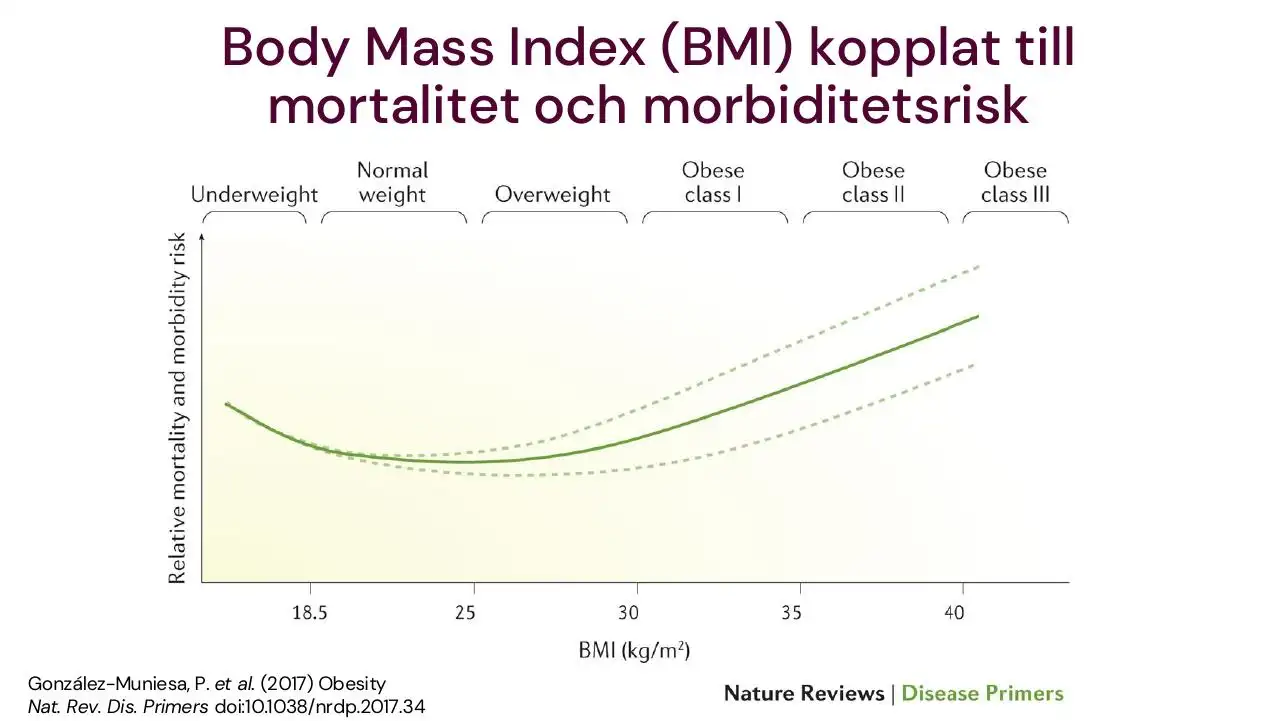 Body Mass Index (BMI) kopplat till
mortalitet och morbiditetsrisk
Underweight
Normal
weight
Overweight
Obese
class I
Obese
class II
Obese
class III
Relative mortality and morbidity risk
18.5
25
30
35
40
BMI (kg/m²)
González-Muniesa, P. et al. (2017) Obesity
Nat. Rev. Dis. Primers doi:10.1038/nrdp.2017.34
Nature Reviews | Disease Primers